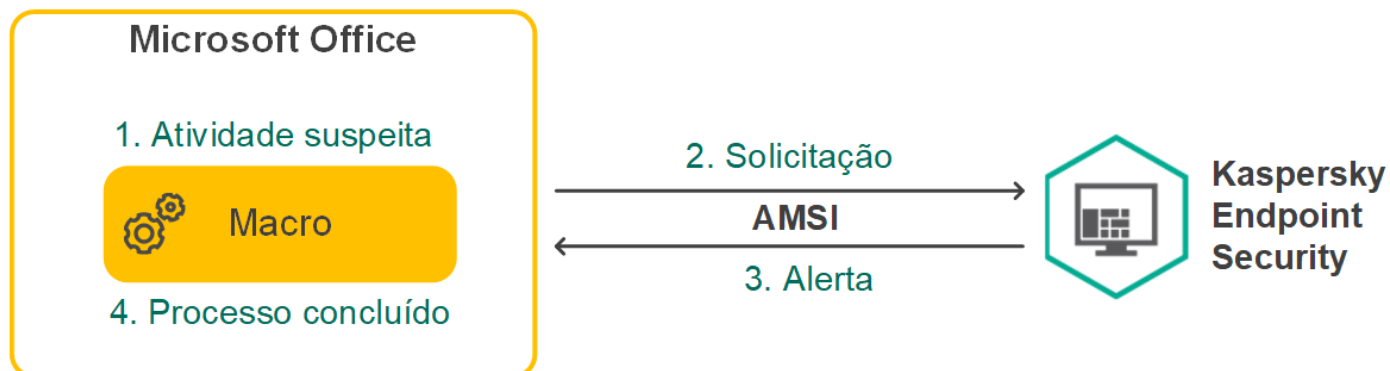 Microsoft Office
1. Atividade suspeita
Macro
4. Processo concluído
2. Solicitação
AMSI
3. Alerta
Kaspersky
Endpoint
Security